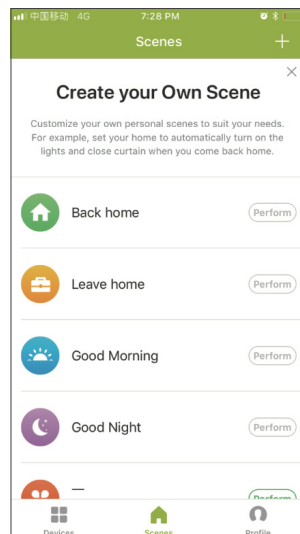 中国移动 4G 7:28 PM
Scenes
Create your Own Scene
Customize your own personal scenes to suit your needs.
For example, set your home to automatically turn on the
lights and close curtain when you come back home.
Back home Perform
Leave home Perform
Good Morning Perform
Good Night Perform
Perform
Devices Scenes Profile